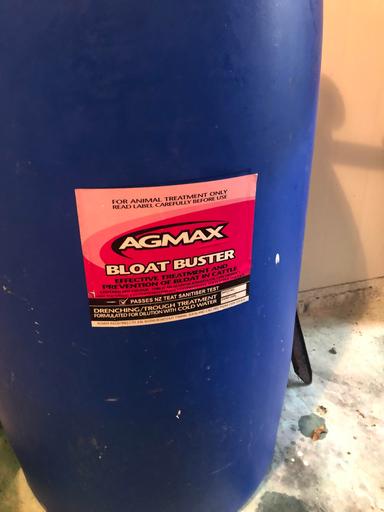 FOR ANIMAL TREATMENT ONLY
READ LABEL CAREFULLY BEFORE USE
AGMAX
BLOAT BUSTER
EFFECTIVE TREATMENT AND
PREVENTION OF BLOAT IN CATTLE
PASSES NZ TEAT SANITISER TEST
DRENCHING/TROUGH TREATMENT
FORMULATED FOR DILUTION WITH COLD WATER